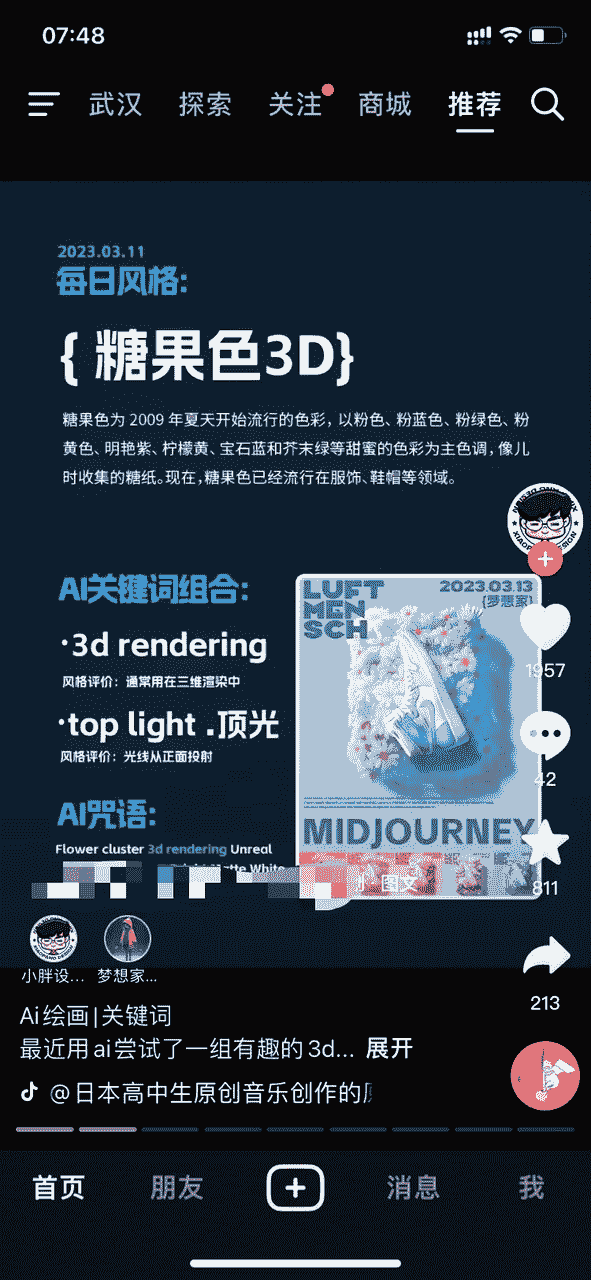 07:48
武汉 探索 关注 商城 推荐
2023.03.11
每日风格:
{ 糖果色3D}
糖果色为 2009 年夏天开始流行的色彩，以粉色、粉蓝色、粉绿色、粉
黄色、明艳紫、柠檬黄、宝石蓝和芥末绿等甜蜜的色彩为主色调，像儿
时收集的糖纸。现在，糖果色已经流行在服饰、鞋帽等领域。
AI关键词组合:
·3d rendering
风格评价：通常用在三维渲染中
·top light .顶光
风格评价：光线从正面投射
AI咒语:
Flower cluster 3d rendering Unreal
LUFT
MEN
SCH
2023.03.13
{梦想家}
MIDJOURNEY
图文
1957
42
811
213
小胖设... 梦想家...
Ai绘画|关键词
最近用ai尝试了一组有趣的3d... 展开
@日本高中生原创音乐创作的
首页 朋友 消息 我